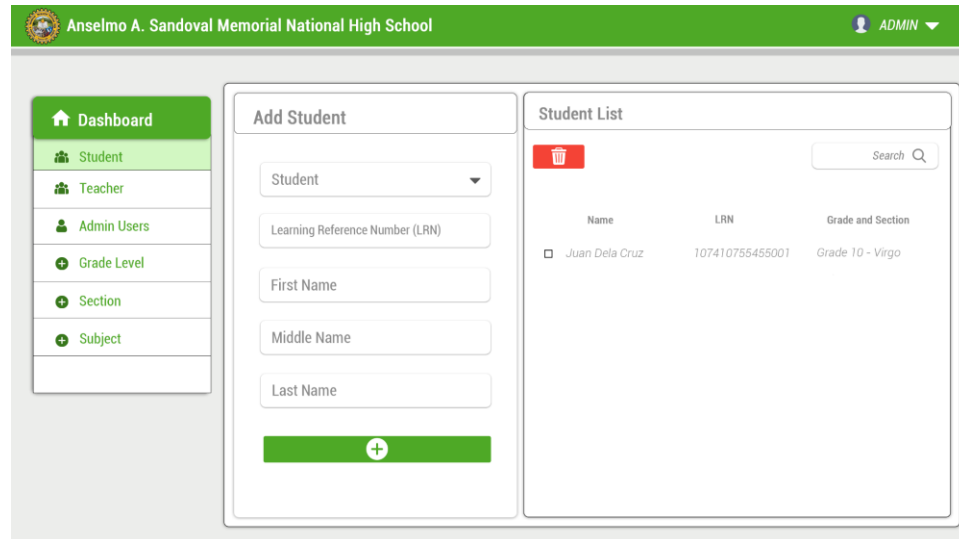 Anselmo A. Sandoval Memorial National High School
ADMIN
Dashboard
Student
Teacher
Admin Users
Grade Level
Section
Subject
Add Student
Student
Learning Reference Number (LRN)
First Name
Middle Name
Last Name
Student List
Search
Name LRN Grade and Section
Juan Dela Cruz 107410755455001 Grade 10 - Virgo